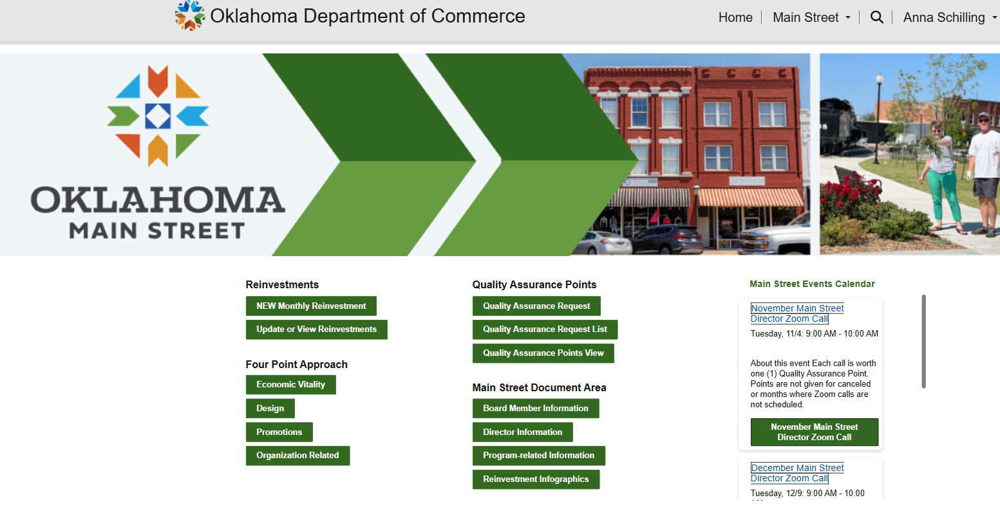 Oklahoma Department of Commerce
Home
Main Street
Anna Schilling
OKLAHOMA
MAIN STREET
Reinvestments
NEW Monthly Reinvestment
Update or View Reinvestments
Four Point Approach
Economic Vitality
Design
Promotions
Organization Related
Quality Assurance Points
Quality Assurance Request
Quality Assurance Request List
Quality Assurance Points View
Main Street Document Area
Board Member Information
Director Information
Program-related Information
Reinvestment Infographics
Main Street Events Calendar
November Main Street
Director Zoom Call
Tuesday, 11/4: 9:00 AM - 10:00 AM
About this event Each call is worth
one (1) Quality Assurance Point.
Points are not given for canceled
or months where Zoom calls are
not scheduled.
November Main Street
Director Zoom Call
December Main Street
Director Zoom Call
Tuesday, 12/9: 9:00 AM - 10:00